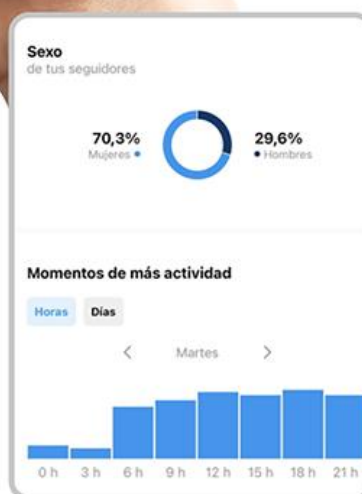 Sexo
de tus seguidores
70,3% 29,6%
Mujeres Hombres
Momentos de más actividad
Horas Días
Martes
0 h 3 h 6 h 9 h 12 h 15 h 18 h 21 h